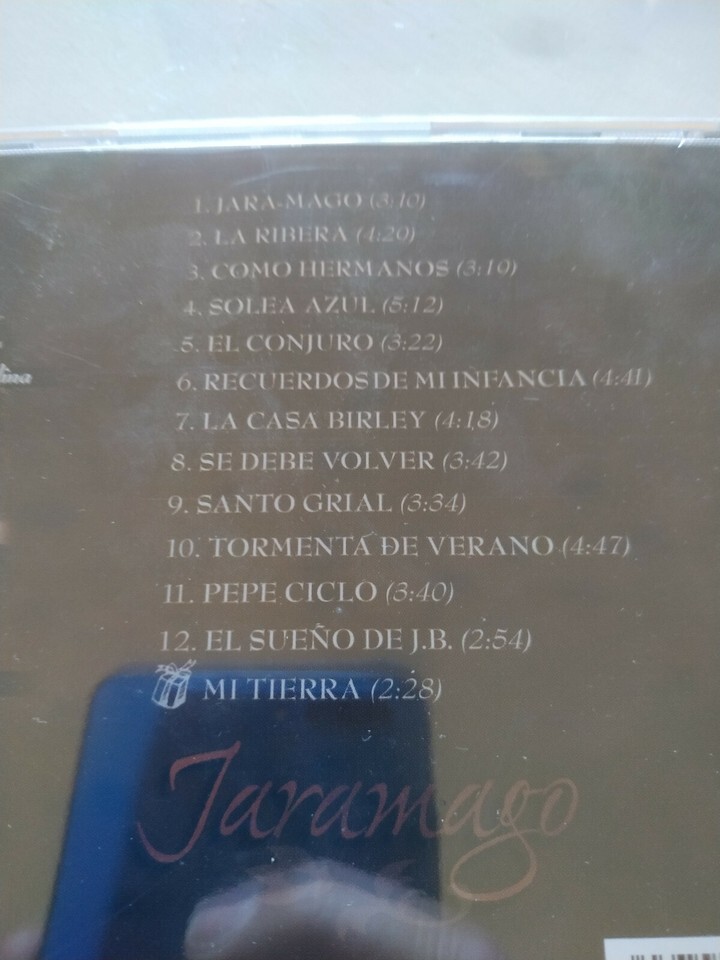 1. JARA-MAGO (3:10)
2. LA RIBERA (4:29)
3. COMO HERMANOS (3:19)
4. SOLEA AZUL (5:12)
5. EL CONJURO (3:22)
6. RECUERDOS DE MI INFANCIA (4:41)
7. LA CASA BIRLEY (4:18)
8. SE DEBE VOLVER (3:42)
9. SANTO GRIAL (3:34)
10. TORMENTA DE VERANO (4:47)
11. PEPE CICLO (3:40)
12. EL SUEÑO DE J.B. (2:54)
MI TIERRA (2:28)
Jaramago